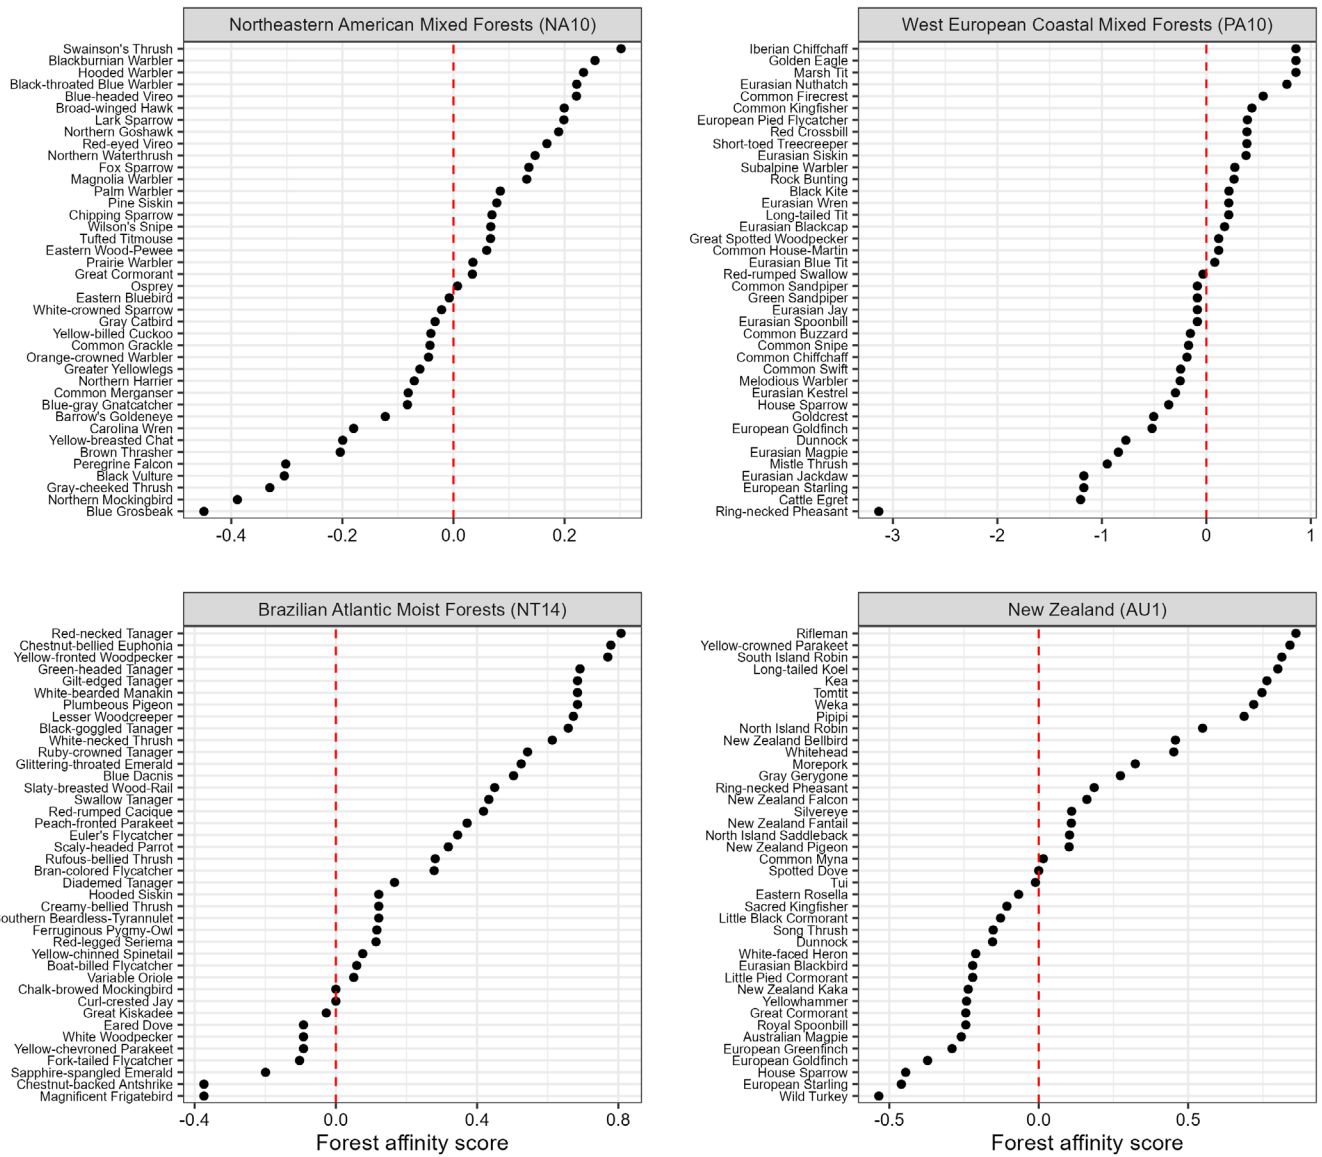 Northeastern American Mixed Forests (NA10)
Swainson's Thrush
Blackburnian Warbler
Hooded Warbler
Black-throated Blue Warbler
Blue-headed Vireo
Broad-winged Hawk
Lark Sparrow
Northern Goshawk
Red-eyed Vireo
Northern Waterthrush
Fox Sparrow
Magnolia Warbler
Palm Warbler
Pine Siskin
Chipping Sparrow
Wilson's Snipe
Tufted Titmouse
Eastern Wood-Pewee
Prairie Warbler
Great Cormorant
Osprey
Eastern Bluebird
White-crowned Sparrow
Gray Catbird
Yellow-billed Cuckoo
Common Grackle
Orange-crowned Warbler
Greater Yellowlegs
Northern Harrier
Common Merganser
Blue-gray Gnatcatcher
Barrow's Goldeneye
Carolina Wren
Yellow-breasted Chat
Brown Thrasher
Peregrine Falcon
Black Vulture
Gray-cheeked Thrush
Northern Mockingbird
Blue Grosbeak
-0.4 -0.2 0.0 0.2
West European Coastal Mixed Forests (PA10)
Iberian Chiffchaff
Golden Eagle
Marsh Tit
Eurasian Nuthatch
Common Firecrest
Common Kingfisher
European Pied Flycatcher
Red Crossbill
Short-toed Treecreeper
Eurasian Siskin
Subalpine Warbler
Rock Bunting
Black Kite
Eurasian Wren
Long-tailed Tit
Eurasian Blackcap
Great Spotted Woodpecker
Common House-Martin
Eurasian Blue Tit
Red-rumped Swallow
Common Sandpiper
Green Sandpiper
Eurasian Jay
Eurasian Spoonbill
Common Buzzard
Common Snipe
Common Chiffchaff
Common Swift
Melodious Warbler
Eurasian Kestrel
House Sparrow
Goldcrest
European Goldfinch
Dunnock
Eurasian Magpie
Mistle Thrush
Eurasian Jackdaw
European Starling
Cattle Egret
Ring-necked Pheasant
-3 -2 -1 0 1
Brazilian Atlantic Moist Forests (NT14)
Red-necked Tanager
Chestnut-bellied Euphonia
Yellow-fronted Woodpecker
Green-headed Tanager
Gilt-edged Tanager
White-bearded Manakin
Plumbeous Pigeon
Lesser Woodcreeper
Black-goggled Tanager
White-necked Thrush
Ruby-crowned Tanager
Glittering-throated Emerald
Blue Dacnis
Slaty-breasted Wood-Rail
Swallow Tanager
Red-rumped Cacique
Peach-fronted Parakeet
Euler's Flycatcher
Scaly-headed Parrot
Rufous-bellied Thrush
Bran-colored Flycatcher
Diademed Tanager
Hooded Siskin
Creamy-bellied Thrush
outhern Beardless-Tyrannulet
Ferruginous Pygmy-Owl
Red-legged Seriema
Yellow-chinned Spinetail
Boat-billed Flycatcher
Variable Oriole
Chalk-browed Mockingbird
Curl-crested Jay
Great Kiskadee
Eared Dove
White Woodpecker
Yellow-chevroned Parakeet
Fork-tailed Flycatcher
Sapphire-spangled Emerald
Chestnut-backed Antshrike
Magnificent Frigatebird
-0.4 0.0 0.4 0.8
Forest affinity score
New Zealand (AU1)
Rifleman
Yellow-crowned Parakeet
South Island Robin
Long-tailed Koel
Kea
Tomtit
Weka
Pipipi
North Island Robin
New Zealand Bellbird
Whitehead
Morepork
Gray Gerygone
Ring-necked Pheasant
New Zealand Falcon
Silvereye
New Zealand Fantail
North Island Saddleback
New Zealand Pigeon
Common Myna
Spotted Dove
Tui
Eastern Rosella
Sacred Kingfisher
Little Black Cormorant
Song Thrush
Dunnock
White-faced Heron
Eurasian Blackbird
Little Pied Cormorant
New Zealand Kaka
Yellowhammer
Great Cormorant
Royal Spoonbill
Australian Magpie
European Greenfinch
European Goldfinch
House Sparrow
European Starling
Wild Turkey
-0.5 0.0 0.5
Forest affinity score